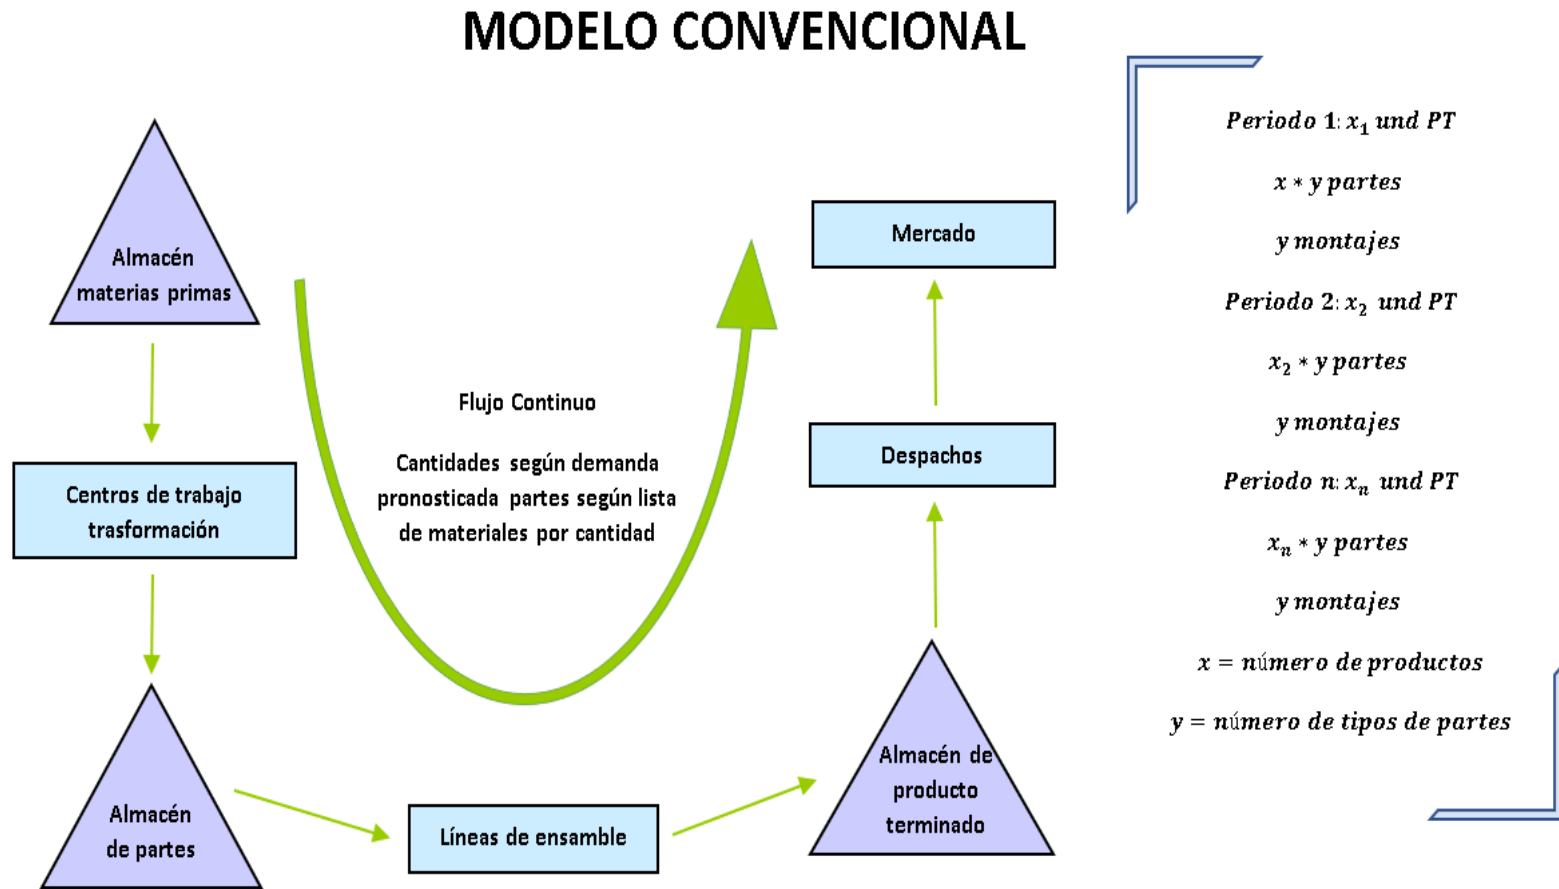 MODELO CONVENCIONAL
Almacén
materias primas
Centros de trabajo
trasformación
Almacén
de partes
Líneas de ensamble
Almacén de
producto
terminado
Despachos
Mercado
Flujo Continuo
Cantidades según demanda
pronosticada partes según lista
de materiales por cantidad
Periodo 1: x₁ und PT
x * y partes
y montajes
Periodo 2: x₂ und PT
x₂ * y partes
y montajes
Periodo n: xₙ und PT
xₙ * y partes
y montajes
x = número de productos
y = número de tipos de partes